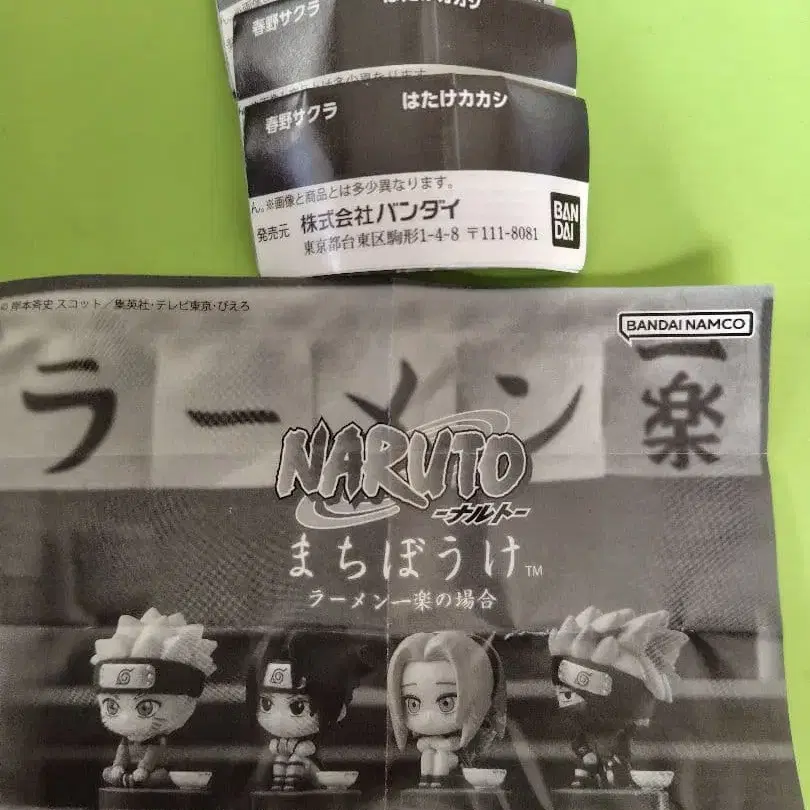 春野サクラ
はたけカカシ
春野サクラ はたけカカシ
ん。※画像と商品とは多少異なります。
発売元 株式会社バンダイ
東京都台東区駒形1-4-8 〒111-8081
BAN
DAI
© 岸本斉史 スコット／集英社・テレビ東京・ぴえろ
BANDAI NAMCO
ラーメン 一楽
NARUTO
-ナルト-
まちぼうけ™
ラーメン一楽の場合